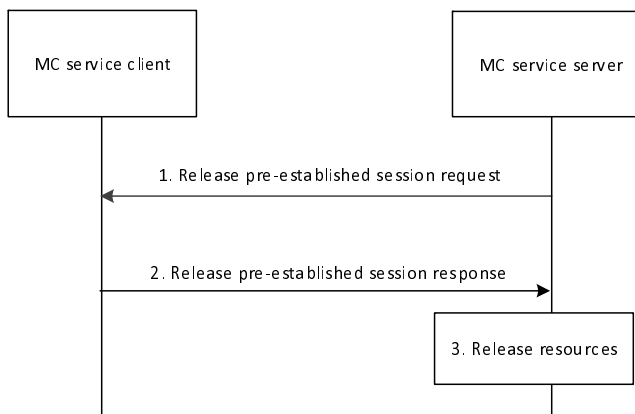 MC service client
MC service server
1. Release pre-established session request
2. Release pre-established session response
3. Release resources